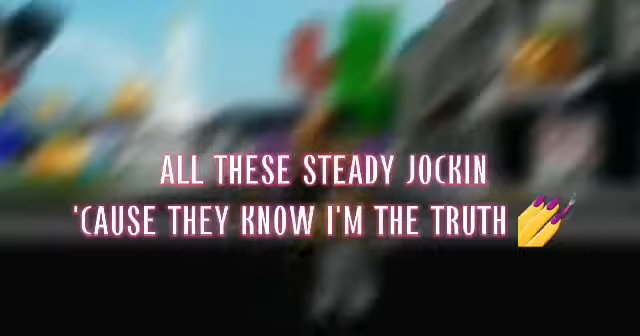 ALL THESE STEADY JOCKIN
'CAUSE THEY KNOW I'M THE TRUTH 💅